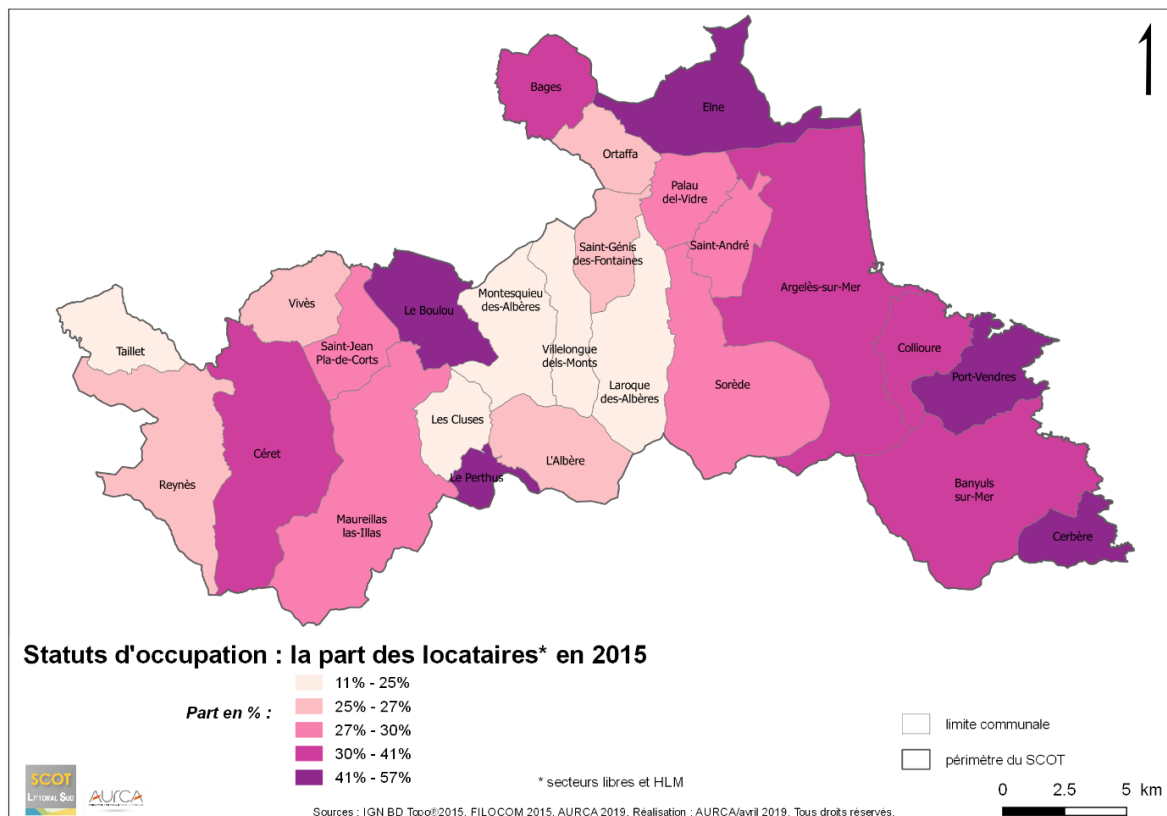 Bages
Elne
Ortaffa
Palau
del-Vidre
Saint-Génis
des-Fontaines
Saint-André
Argelès-sur-Mer
Montesquieu
des-Albères
Villelongue
dels-Monts
Laroque
des-Albères
Sorède
Collioure
Port-Vendres
Banyuls
sur-Mer
Cerbère
Vivès
Le Boulou
Saint-Jean
Pla-de-Corts
Taillet
Reynès
Céret
Maureillas
las-Illas
Les Cluses
Le Perthus
L'Albère
Statuts d'occupation : la part des locataires* en 2015
Part en % :
11% - 25%
25% - 27%
27% - 30%
30% - 41%
41% - 57%
* secteurs libres et HLM
limite communale
périmètre du SCOT
0 2.5 5 km
SCOT
LITTORAL SUD
AURCA
Sources : IGN BD Topo®2015, FILOCOM 2015, AURCA 2019. Réalisation : AURCA/avril 2019. Tous droits réservés.